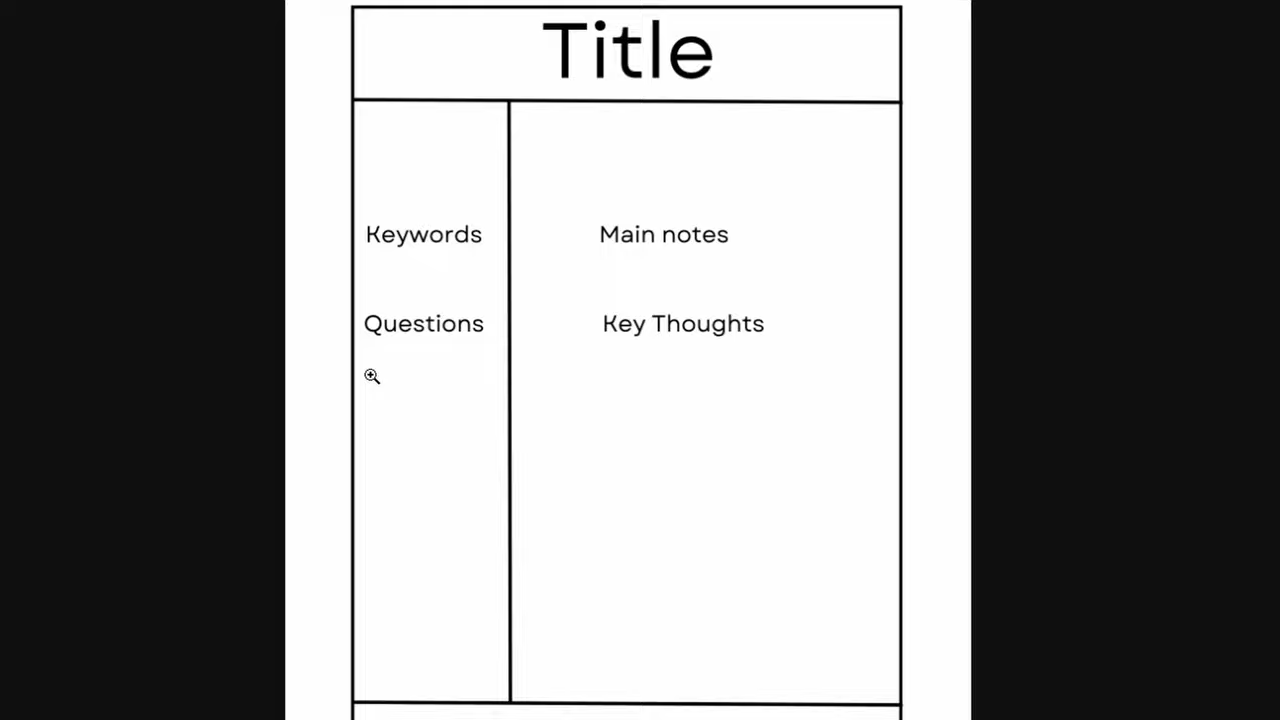 Title
Keywords
Questions
Main notes
Key Thoughts